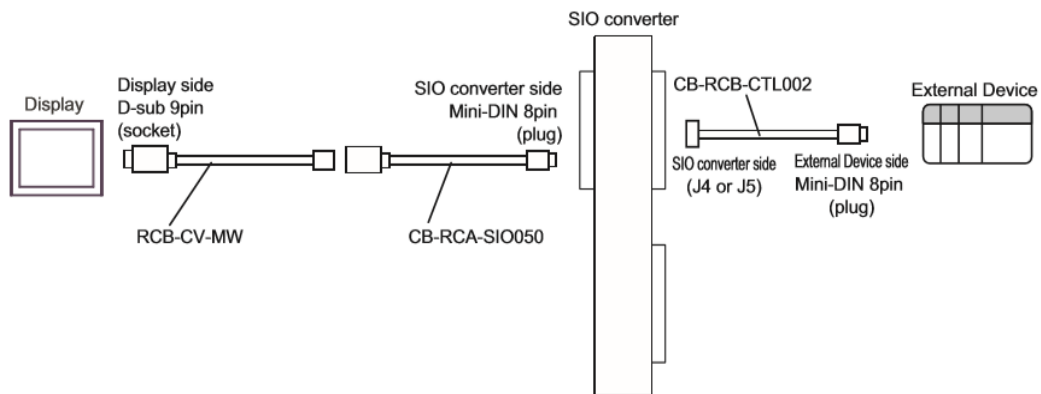 SIO converter
Display
Display side
D-sub 9pin
(socket)
SIO converter side
Mini-DIN 8pin
(plug)
CB-RCB-CTL002
External Device
SIO converter side
(J4 or J5)
External Device side
Mini-DIN 8pin
(plug)
RCB-CV-MW
CB-RCA-SIO050